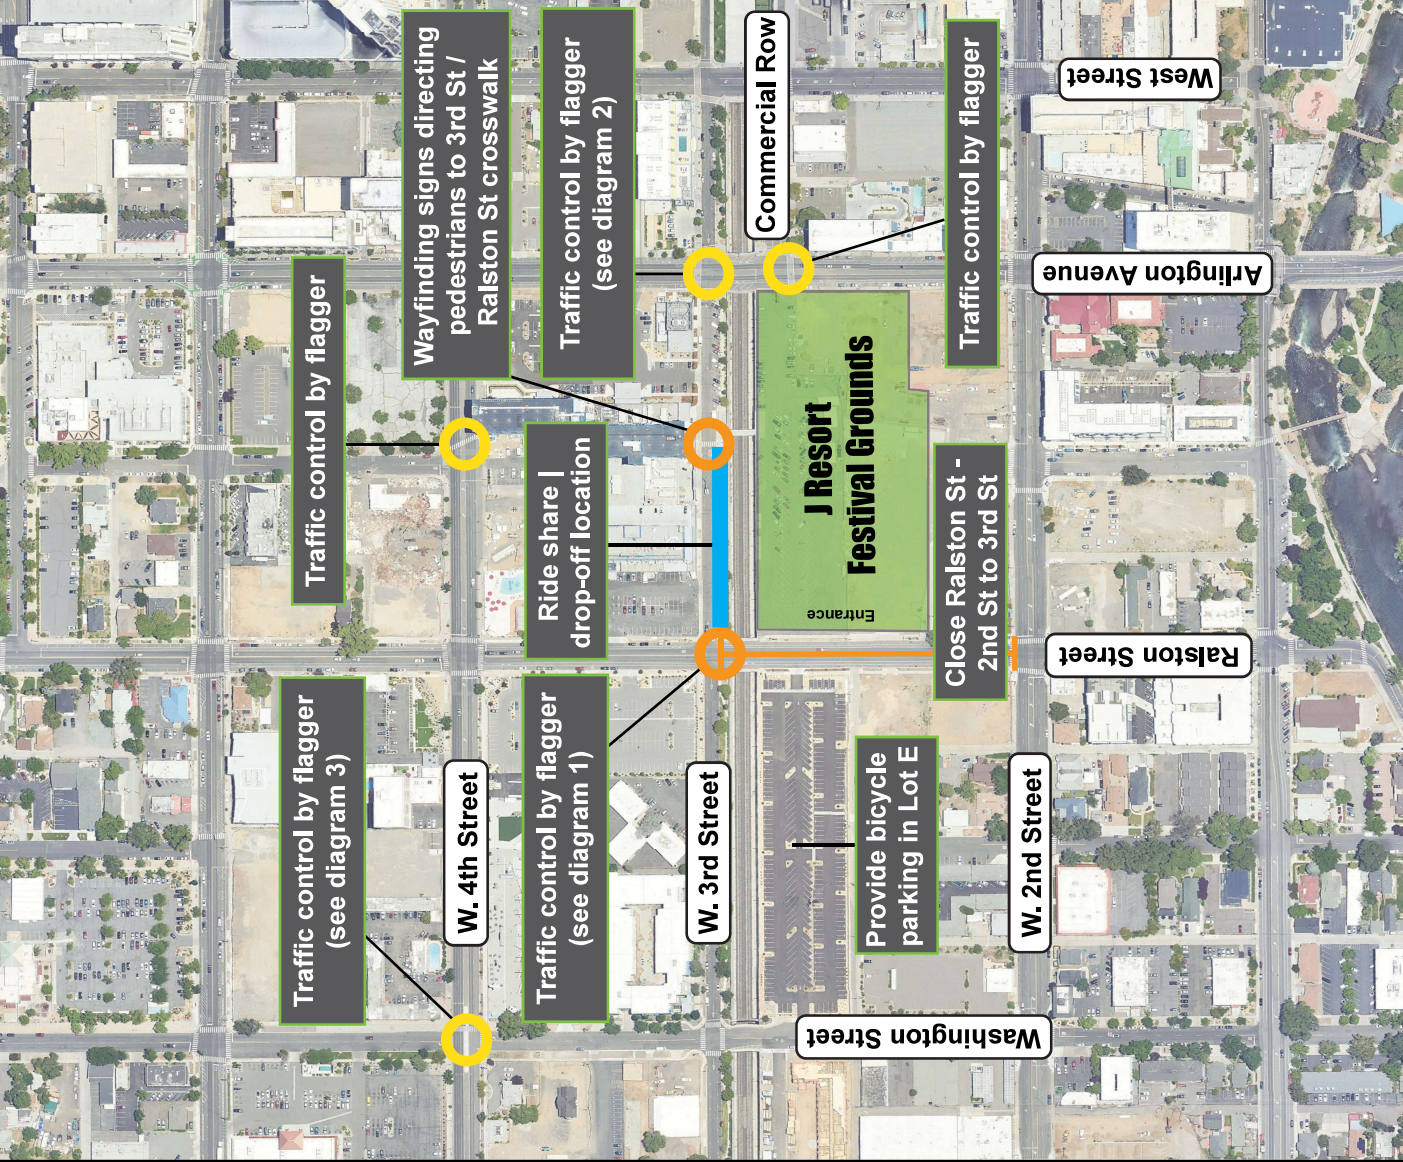 Wayfinding signs directing
pedestrians to 3rd St /
Ralston St crosswalk
Traffic control by flagger
(see diagram 2)
Commercial Row
Traffic control by flagger
West Street
Arlington Avenue
Traffic control by flagger
Ride share |
drop-off location
J Resort
Festival Grounds
Entrance
Close Ralston St -
2nd St to 3rd St
Ralston Street
Traffic control by flagger
(see diagram 3)
W. 4th Street
Traffic control by flagger
(see diagram 1)
W. 3rd Street
Provide bicycle
parking in Lot E
W. 2nd Street
Washington Street